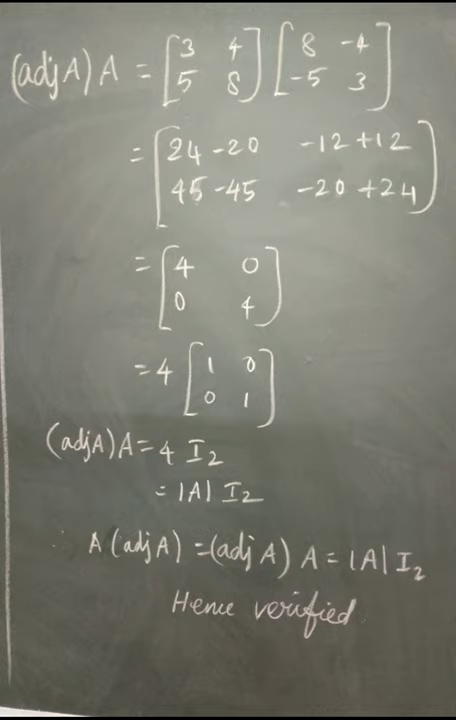 (adj A) A = [3 4; 5 8] [8 -4; -5 3]
= [24 -20 -12 +12; 45 -45 -20 +24]
= [4 0; 0 4]
= 4 [1 0; 0 1]
(adj A) A = 4 I₂
= |A| I₂
∴ A (adj A) = (adj A) A = |A| I₂
Hence verified